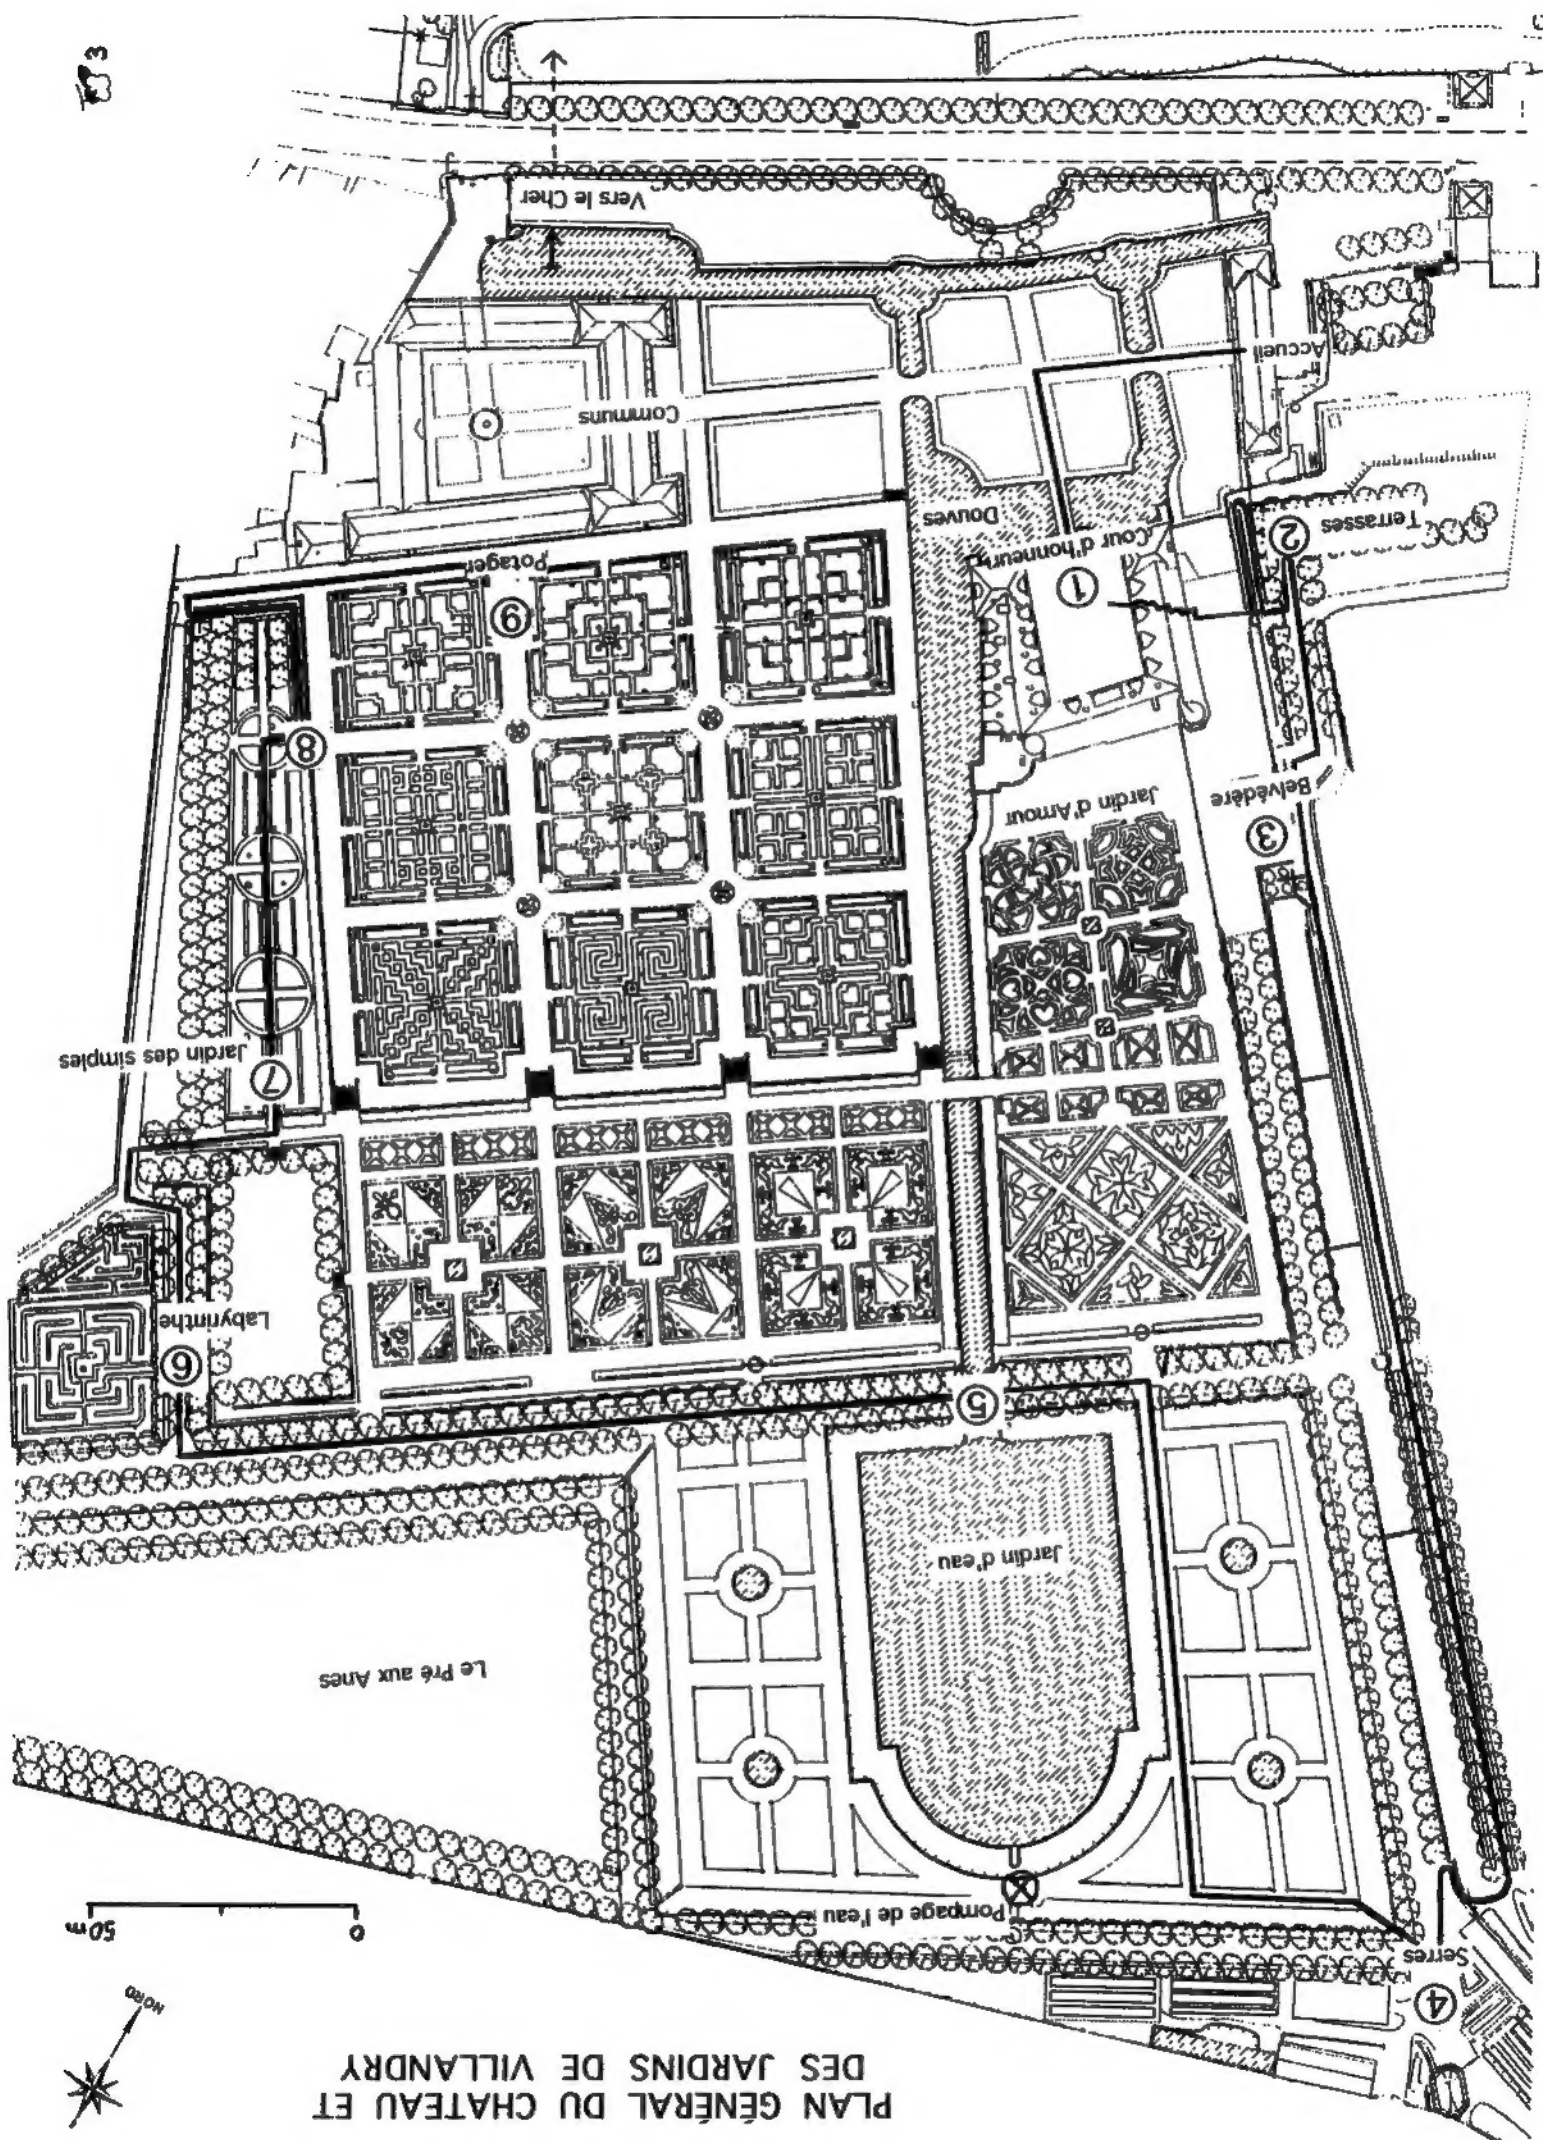 PLAN GÉNÉRAL DU CHATEAU ET
DES JARDINS DE VILLANDRY
NORD
0
50m
4
Serres
Pompage de l'eau
Le Pré aux Anes
Jardin d'eau
5
6
Labyrinthe
7
Jardin des simples
3
Belvédère
Jardin d'Amour
8
9
Potager
1
Cour d'honneur
2
Terrasses
Douves
Communs
Accueil
Vers le Cher
3